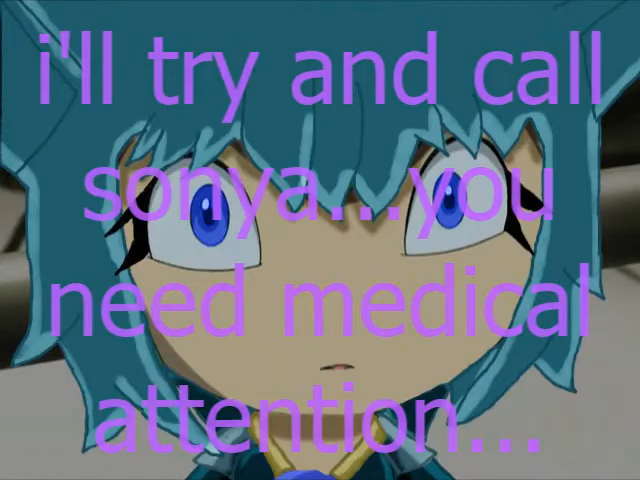 i'll try and call
sonya...you
need medical
attention...